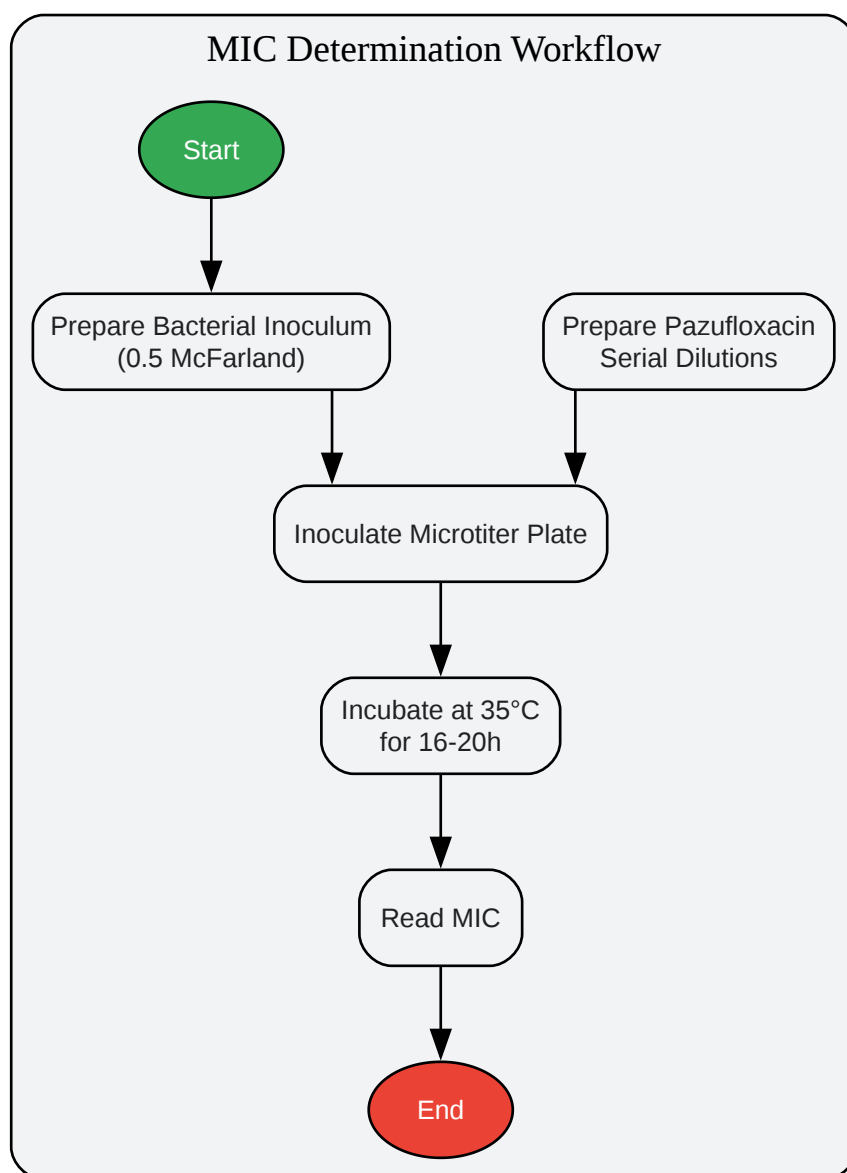 MIC Determination Workflow
Start
Prepare Bacterial Inoculum
(0.5 McFarland)
Prepare Pazufloxacin
Serial Dilutions
Inoculate Microtiter Plate
Incubate at 35°C
for 16-20h
Read MIC
End